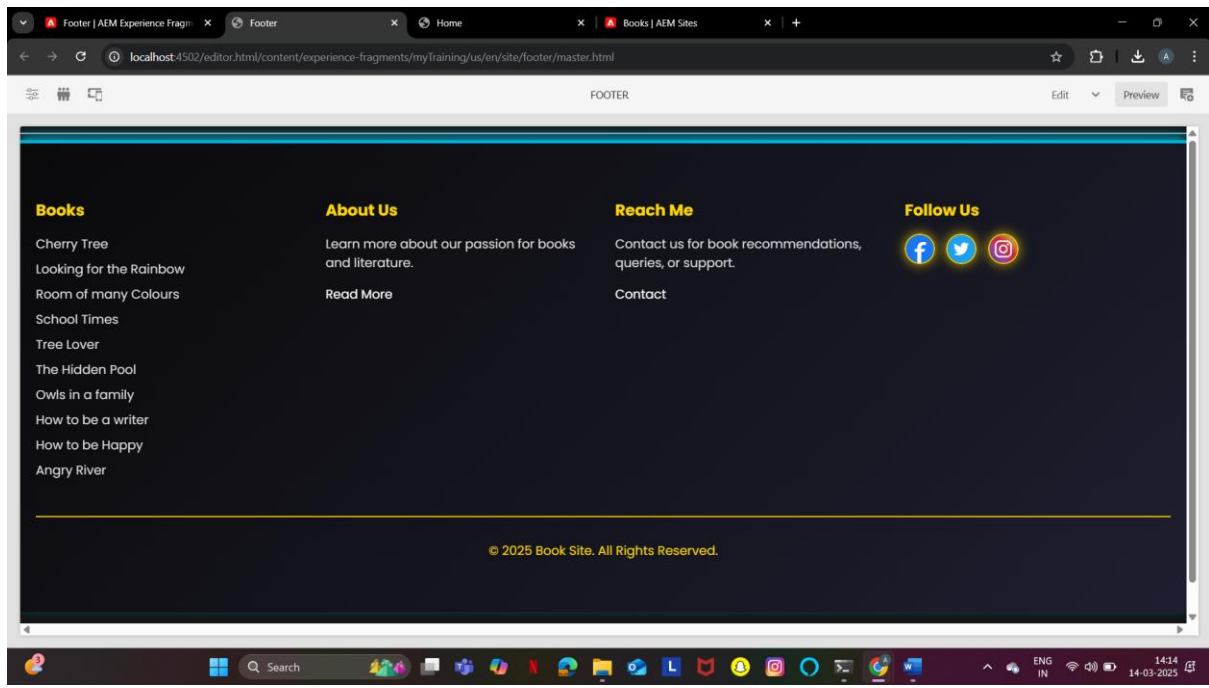 Footer | AEM Experience Fragm
Footer
Home
Books | AEM Sites
localhost:4502/editor.html/content/experience-fragments/myTraining/us/en/site/footer/master.html
A
FOOTER
Edit
Preview
Books
Cherry Tree
Looking for the Rainbow
Room of many Colours
School Times
Tree Lover
The Hidden Pool
Owls in a family
How to be a writer
How to be Happy
Angry River
About Us
Learn more about our passion for books
and literature.
Read More
Reach Me
Contact us for book recommendations,
queries, or support.
Contact
Follow Us
© 2025 Book Site. All Rights Reserved.
3
Search
ENG
IN
14:14
14-03-2025